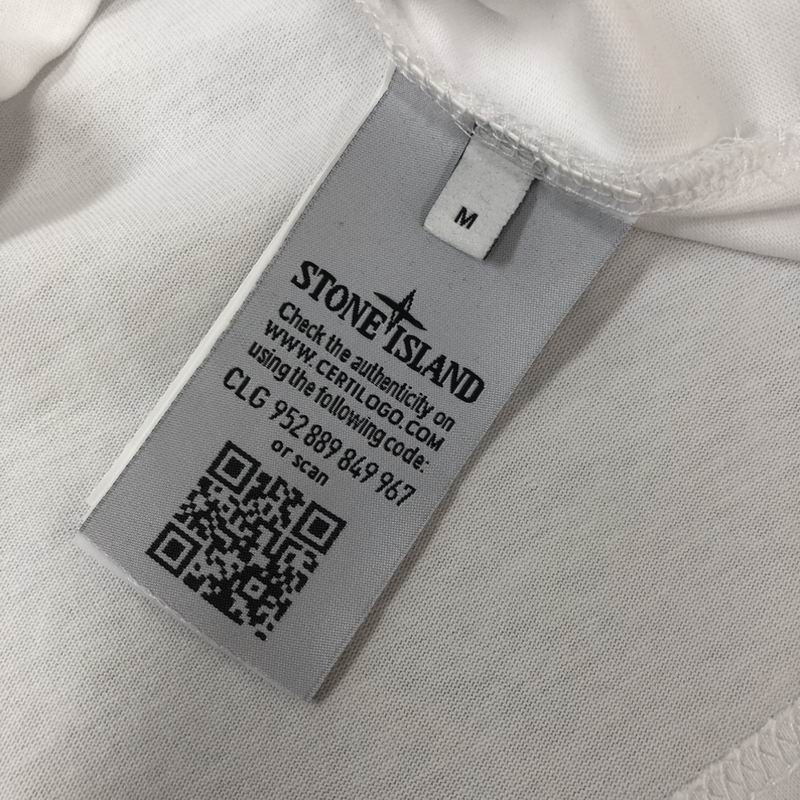 M
STONE ISLAND
Check the authenticity on
WWW.CERTILOGO.COM
using the following code:
CLG 952 889 849 967
or scan